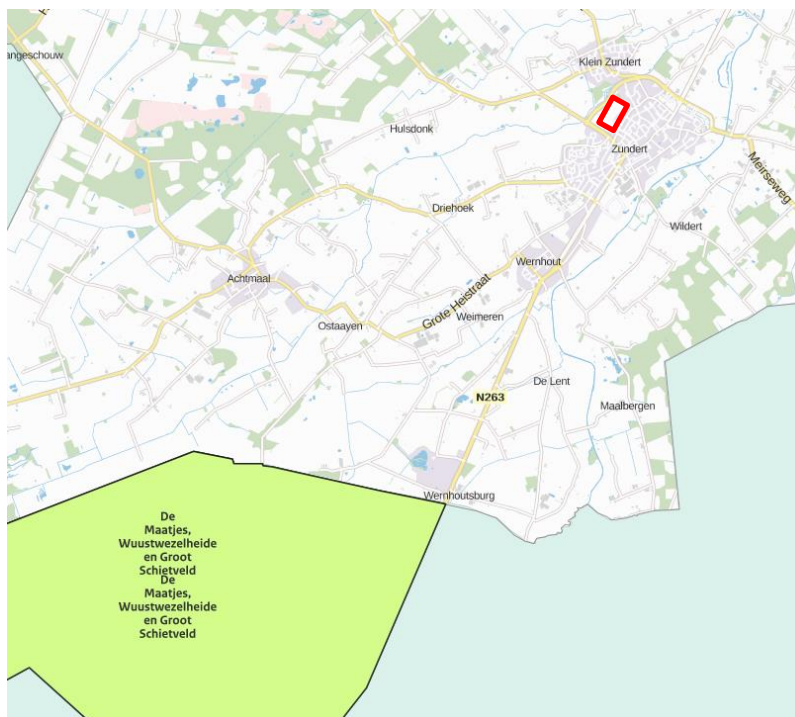 angeschouw
Klein Zundert
Hulsdonk
Zundert
Meirseweg
Driehoek
Wildert
Wernhout
Achtmaal
Grote Heistraat
Weimeren
Ostaayen
De Lent
N263
Maalbergen
Wernhoutsburg
De
Maatjes,
Wuustwezelheide
en Groot
Schietveld
De
Maatjes,
Wuustwezelheide
en Groot
Schietveld